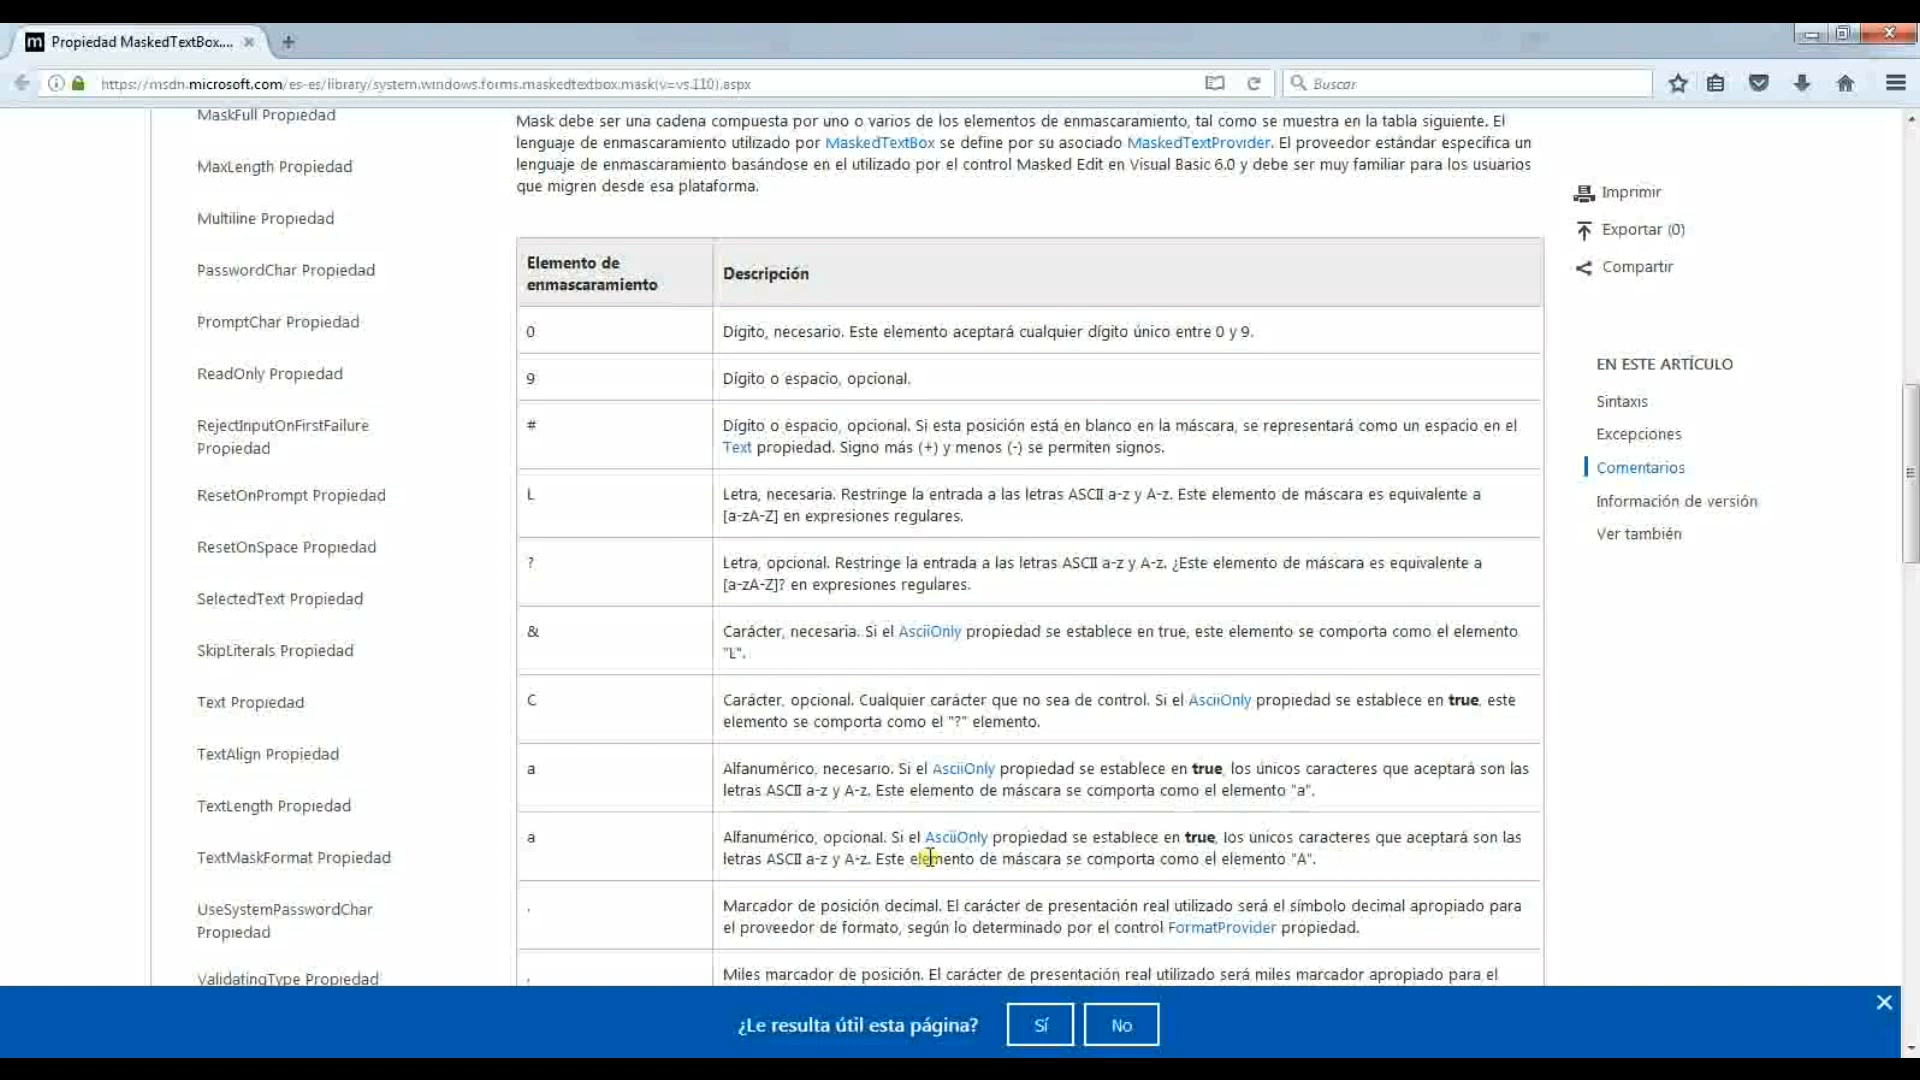 Propiedad MaskedTextBox....
https://msdn.microsoft.com/es-es/library/system.windows.forms.maskedtextbox.mask(v=vs.110).aspx
Buscar
MaskFull Propiedad
MaxLength Propiedad
Multiline Propiedad
PasswordChar Propiedad
PromptChar Propiedad
ReadOnly Propiedad
RejectInputOnFirstFailure
Propiedad
ResetOnPrompt Propiedad
ResetOnSpace Propiedad
SelectedText Propiedad
SkipLiterals Propiedad
Text Propiedad
TextAlign Propiedad
TextLength Propiedad
TextMaskFormat Propiedad
UseSystemPasswordChar
Propiedad
ValidatingType Propiedad
Mask debe ser una cadena compuesta por uno o varios de los elementos de enmascaramiento, tal como se muestra en la tabla siguiente. El
lenguaje de enmascaramiento utilizado por MaskedTextBox se define por su asociado MaskedTextProvider. El proveedor estándar especifica un
lenguaje de enmascaramiento basándose en el utilizado por el control Masked Edit en Visual Basic 6.0 y debe ser muy familiar para los usuarios
que migren desde esa plataforma.
Elemento de
enmascaramiento
Descripción
0
Dígito, necesario. Este elemento aceptará cualquier dígito único entre 0 y 9.
9
Dígito o espacio, opcional.
#
Dígito o espacio, opcional. Si esta posición está en blanco en la máscara, se representará como un espacio en el
Text propiedad. Signo más (+) y menos (-) se permiten signos.
L
Letra, necesaria. Restringe la entrada a las letras ASCII a-z y A-Z. Este elemento de máscara es equivalente a
[a-zA-Z] en expresiones regulares.
?
Letra, opcional. Restringe la entrada a las letras ASCII a-z y A-Z. ¿Este elemento de máscara es equivalente a
[a-zA-Z]? en expresiones regulares.
&
Carácter, necesaria. Si el AsciiOnly propiedad se establece en true, este elemento se comporta como el elemento
"L".
C
Carácter, opcional. Cualquier carácter que no sea de control. Si el AsciiOnly propiedad se establece en true, este
elemento se comporta como el "?" elemento.
a
Alfanumérico, necesario. Si el AsciiOnly propiedad se establece en true, los únicos caracteres que aceptará son las
letras ASCII a-z y A-Z. Este elemento de máscara se comporta como el elemento "a".
a
Alfanumérico, opcional. Si el AsciiOnly propiedad se establece en true, los únicos caracteres que aceptará son las
letras ASCII a-z y A-Z. Este elemento de máscara se comporta como el elemento "A".
.
Marcador de posición decimal. El carácter de presentación real utilizado será el símbolo decimal apropiado para
el proveedor de formato, según lo determinado por el control FormatProvider propiedad.
,
Miles marcador de posición. El carácter de presentación real utilizado será miles marcador apropiado para el
Imprimir
Exportar (0)
Compartir
EN ESTE ARTÍCULO
Sintaxis
Excepciones
Comentarios
Información de versión
Ver también
¿Le resulta útil esta página?
Sí
No